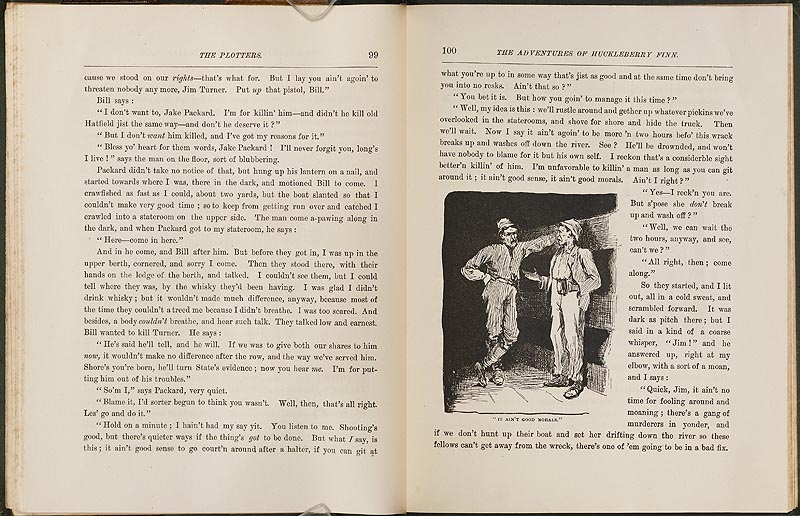 THE PLOTTERS. 99
cause we stood on our rights—that's what for. But I lay you ain't agoin' to
threaten nobody any more, Jim Turner. Put up that pistol, Bill."
Bill says :
"I don't want to, Jake Packard. I'm for killin' him—and didn't he kill old
Hatfield jist the same way—and don't he deserve it ?"
"But I don't want him killed, and I've got my reasons for it."
"Bless yo' heart for them words, Jake Packard ! I'll never forgit you, long's
I live !" says the man on the floor, sort of blubbering.
Packard didn't take no notice of that, but hung up his lantern on a nail, and
started towards where I was, there in the dark, and motioned Bill to come. I
crawfished as fast as I could, about two yards, but the boat slanted so that I
couldn't make very good time ; so to keep from getting run over and catched I
crawled into a stateroom on the upper side. The man come a-pawing along in
the dark, and when Packard got to my stateroom, he says :
"Here—come in here."
And in he come, and Bill after him. But before they got in, I was up in the
upper berth, cornered, and sorry I come. Then they stood there, with their
hands on the ledge of the berth, and talked. I couldn't see them, but I could
tell where they was, by the whisky they'd been having. I was glad I didn't
drink whisky ; but it wouldn't made much difference, anyway, because most of
the time they couldn't a treed me because I didn't breathe. I was too scared. And
besides, a body couldn't breathe, and hear such talk. They talked low and earnest.
Bill wanted to kill Turner. He says :
"He's said he'll tell, and he will. If we was to give both our shares to him
now, it wouldn't make no difference after the row, and the way we've served him.
Shore's you're born, he'll turn State's evidence ; now you hear me. I'm for put-
ting him out of his troubles."
"So'm I," says Packard, very quiet.
"Blame it, I'd sorter begun to think you wasn't. Well, then, that's all right.
Les' go and do it."
"Hold on a minute ; I hain't had my say yit. You listen to me. Shooting's
good, but there's quieter ways if the thing's got to be done. But what I say, is
this ; it ain't good sense to go court'n around after a halter, if you can git at
100 THE ADVENTURES OF HUCKLEBERRY FINN.
what you're up to in some way that's jist as good and at the same time don't bring
you into no resks. Ain't that so ?"
"You bet it is. But how you goin' to manage it this time ?"
"Well, my idea is this : we'll rustle around and gether up whatever pickins we've
overlooked in the staterooms, and shove for shore and hide the truck. Then
we'll wait. Now I say it ain't agoin' to be more 'n two hours befo' this wrack
breaks up and washes off down the river. See ? He'll be drownded, and won't
have nobody to blame for it but his own self. I reckon that's a considerble sight
better'n killin' of him. I'm unfavorable to killin' a man as long as you can git
around it ; it ain't good sense, it ain't good morals. Ain't I right ?"
"Yes—I reck'n you are.
But s'pose she don't break
up and wash off ?"
"Well, we can wait the
two hours, anyway, and see,
can't we ?"
"All right, then ; come
along."
So they started, and I lit
out, all in a cold sweat, and
scrambled forward. It was
dark as pitch there ; but I
said in a kind of a coarse
whisper, "Jim !" and he
answered up, right at my
elbow, with a sort of a moan,
and I says :
"Quick, Jim, it ain't no
time for fooling around and
moaning ; there's a gang of
murderers in yonder, and
"IT AIN'T GOOD MORALS."
if we don't hunt up their boat and set her drifting down the river so these
fellows can't get away from the wreck, there's one of 'em going to be in a bad fix.